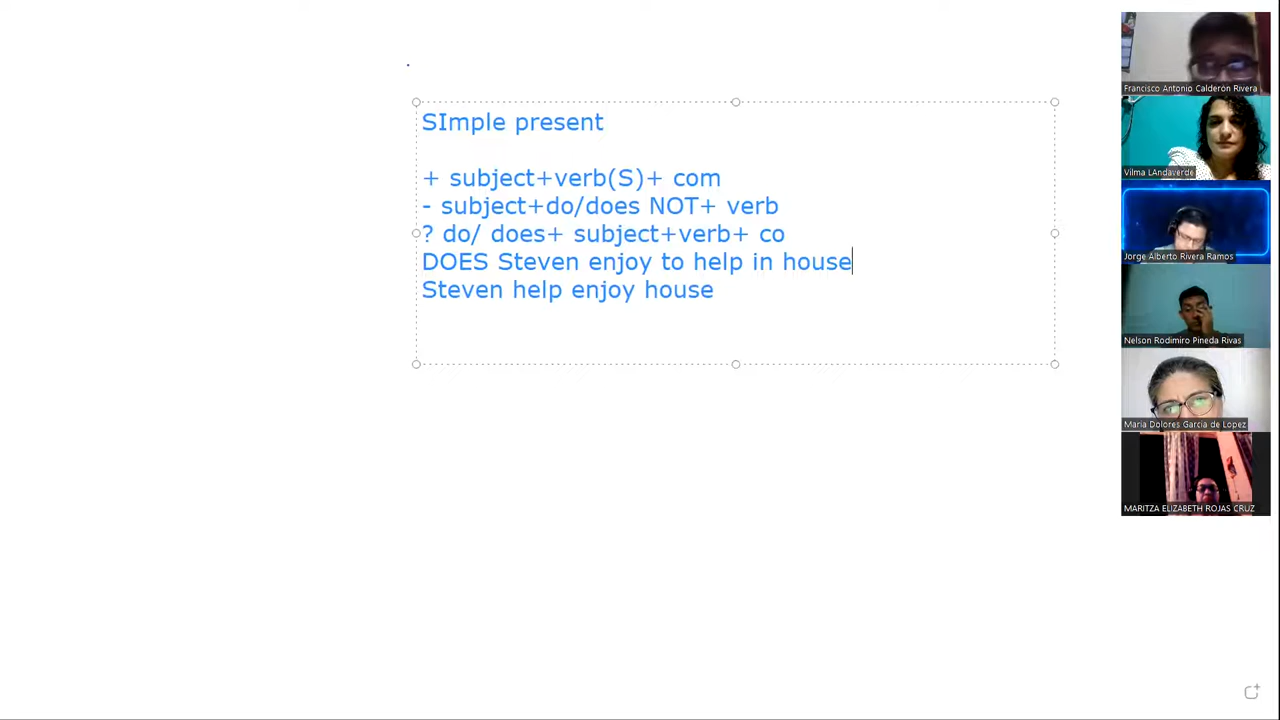 SImple present
+ subject+verb(S)+ com
- subject+do/does NOT+ verb
? do/ does+ subject+verb+ co
DOES Steven enjoy to help in house
Steven help enjoy house
Francisco Antonio Calderón Rivera
Vilma LAndaverde
Jorge Alberto Rivera Ramos
Nelson Rodimiro Pineda Rivas
Maria Dolores Garcia de Lopez
MARITZA ELIZABETH ROJAS CRUZ